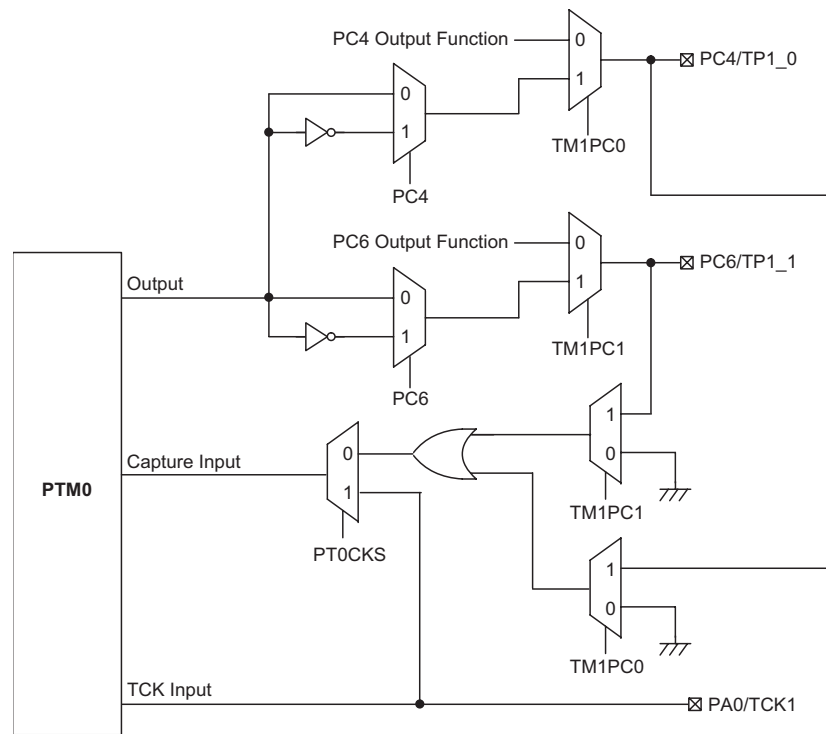 PC4 Output Function
0
1
PC4/TP1_0
TM1PC0
0
1
PC4
PC6 Output Function
0
1
PC6/TP1_1
TM1PC1
Output
0
1
PC6
1
0
TM1PC1
Capture Input
0
1
PT0CKS
PTM0
1
0
TM1PC0
TCK Input
PA0/TCK1